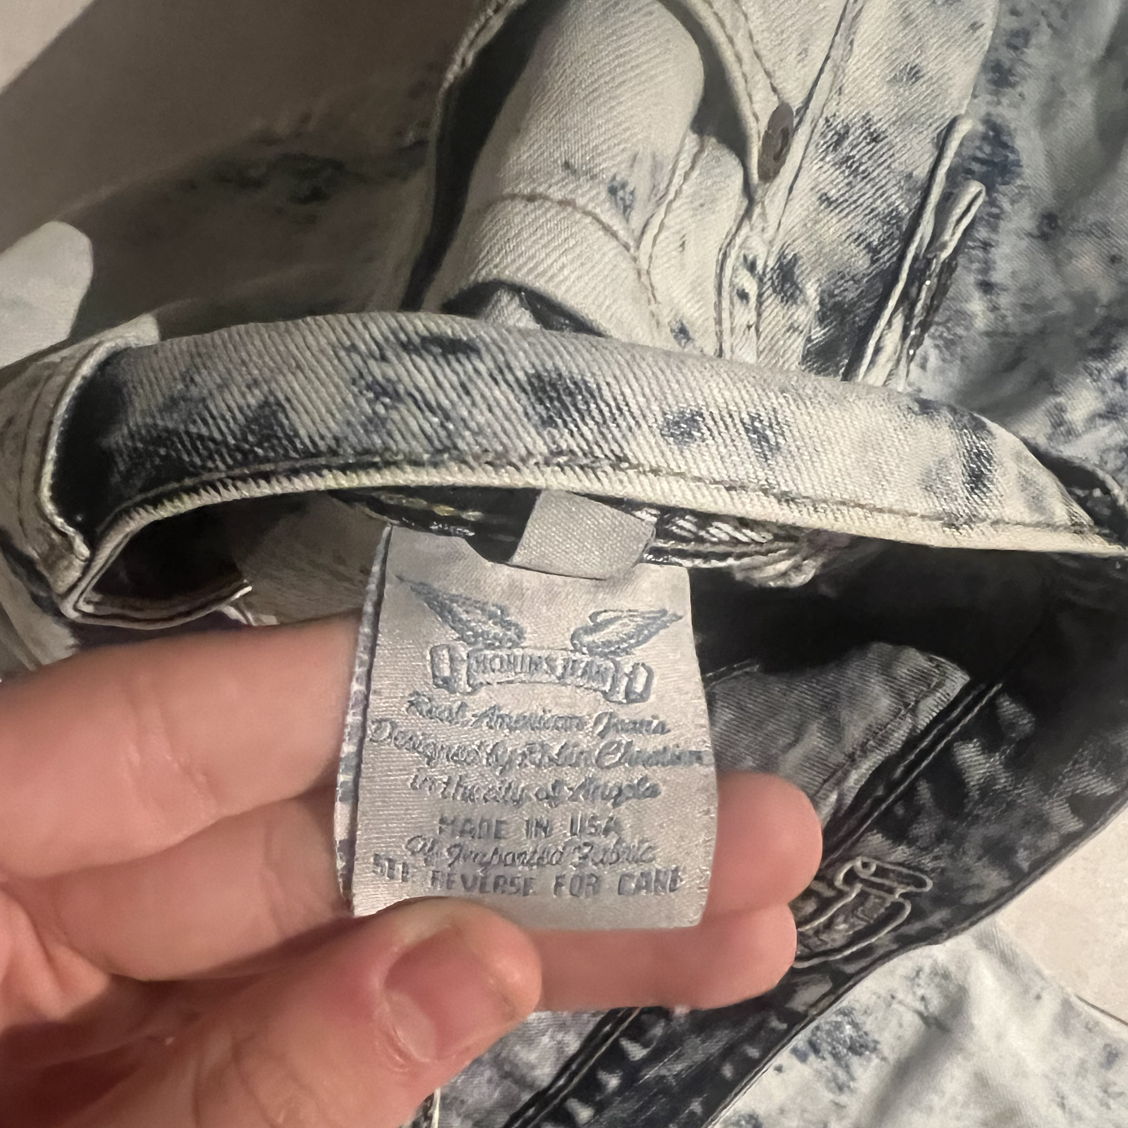 ROBINS JEAN
Real American Jeans
Designed by Robin Chretien
in the city of Angels
MADE IN USA
Of Imported Fabric
SEE REVERSE FOR CARE